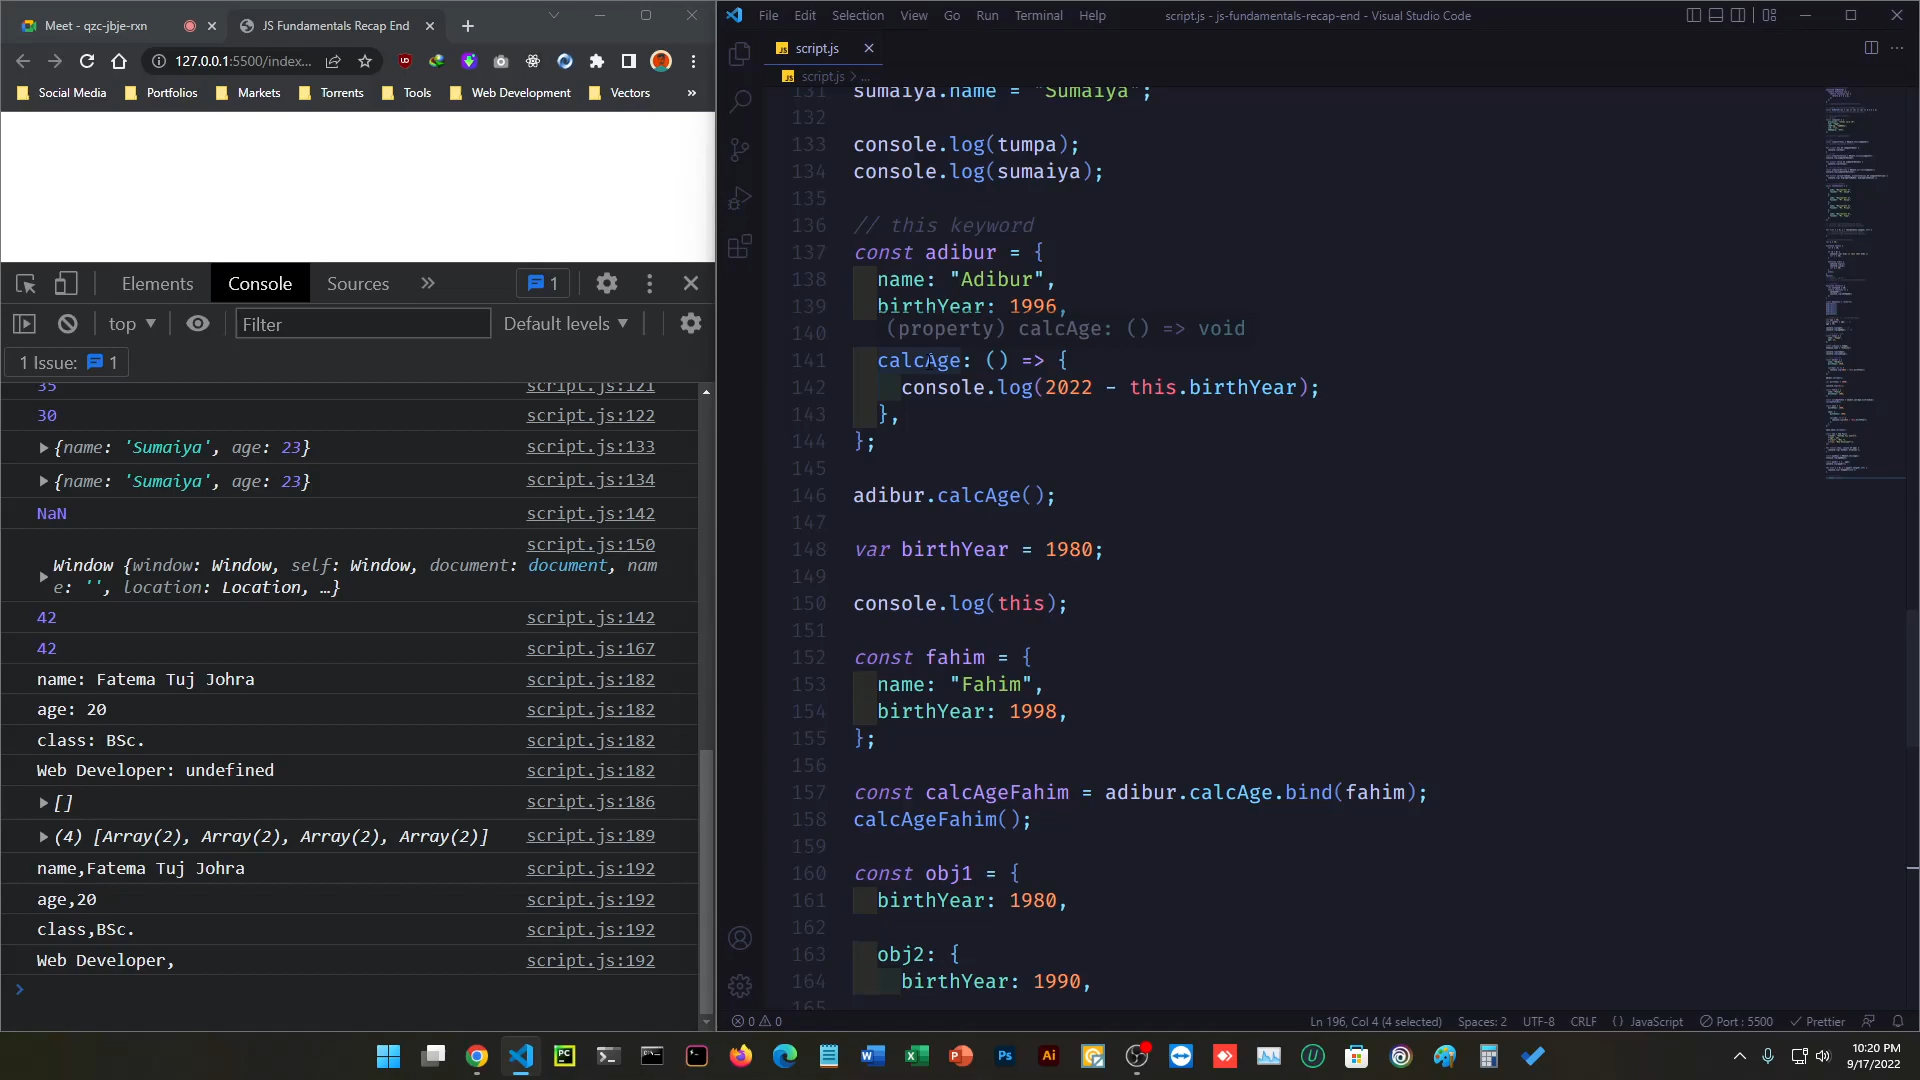 Meet - qzc-jbje-rxn
JS Fundamentals Recap End
127.0.0.1:5500/index...
Social Media
Portfolios
Markets
Torrents
Tools
Web Development
Vectors
»
Elements
Console
Sources
»
1
top
Filter
Default levels
1 Issue:
1
35 script.js:121
30 script.js:122
{name: 'Sumaiya', age: 23} script.js:133
{name: 'Sumaiya', age: 23} script.js:134
NaN script.js:142
script.js:150
Window {window: Window, self: Window, document: document, nam
e: '', location: Location, …}
42 script.js:142
42 script.js:167
name: Fatema Tuj Johra script.js:182
age: 20 script.js:182
class: BSc. script.js:182
Web Developer: undefined script.js:182
[] script.js:186
(4) [Array(2), Array(2), Array(2), Array(2)] script.js:189
name,Fatema Tuj Johra script.js:192
age,20 script.js:192
class,BSc. script.js:192
Web Developer, script.js:192
File Edit Selection View Go Run Terminal Help
script.js - js-fundamentals-recap-end - Visual Studio Code
JS script.js
JS script.js > ...
131 sumaiya.name = "Sumaiya";
132
133 console.log(tumpa);
134 console.log(sumaiya);
135
136 // this keyword
137 const adibur = {
138 name: "Adibur",
139 birthYear: 1996,
140 (property) calcAge: () => void
141 calcAge: () => {
142 console.log(2022 - this.birthYear);
143 },
144 };
145
146 adibur.calcAge();
147
148 var birthYear = 1980;
149
150 console.log(this);
151
152 const fahim = {
153 name: "Fahim",
154 birthYear: 1998,
155 };
156
157 const calcAgeFahim = adibur.calcAge.bind(fahim);
158 calcAgeFahim();
159
160 const obj1 = {
161 birthYear: 1980,
162
163 obj2: {
164 birthYear: 1990,
165
0 0
Ln 196, Col 4 (4 selected)
Spaces: 2
UTF-8
CRLF
{ } JavaScript
Port : 5500
Prettier
10:20 PM
9/17/2022